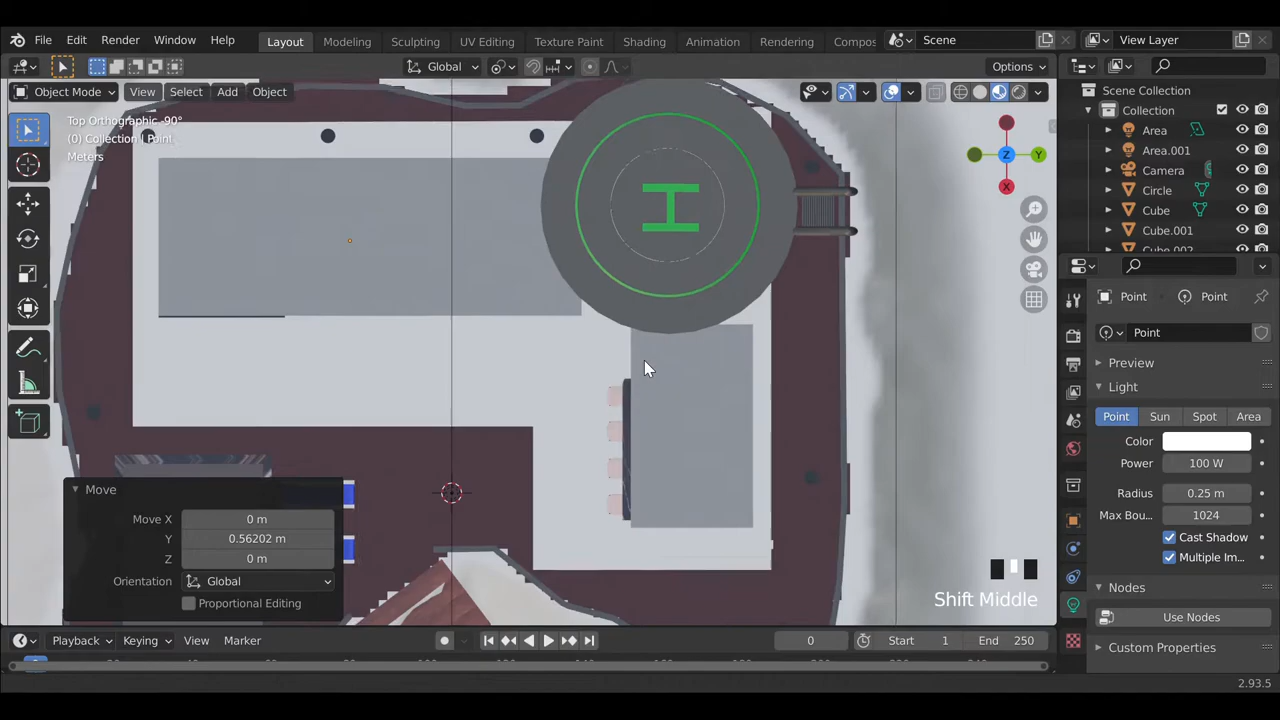 File Edit Render Window Help Layout Modeling Sculpting UV Editing Texture Paint Shading Animation Rendering Compos Scene View Layer
Global Options
Object Mode View Select Add Object
Top Orthographic -90°
(0) Collection | Point
Meters
H
X
Y
Z
Scene Collection
Collection
Area
Area.001
Camera
Circle
Cube
Cube.001
Cube.002
Point Point
Point
Preview
Light
Point Sun Spot Area
Color
Power 100 W
Radius 0.25 m
Max Bou... 1024
Cast Shadow
Multiple Im...
Nodes
Use Nodes
Custom Properties
Move
Move X 0 m
Y 0.56202 m
Z 0 m
Orientation Global
Proportional Editing
Shift Middle
Playback Keying View Marker 0 Start 1 End 250
2.93.5